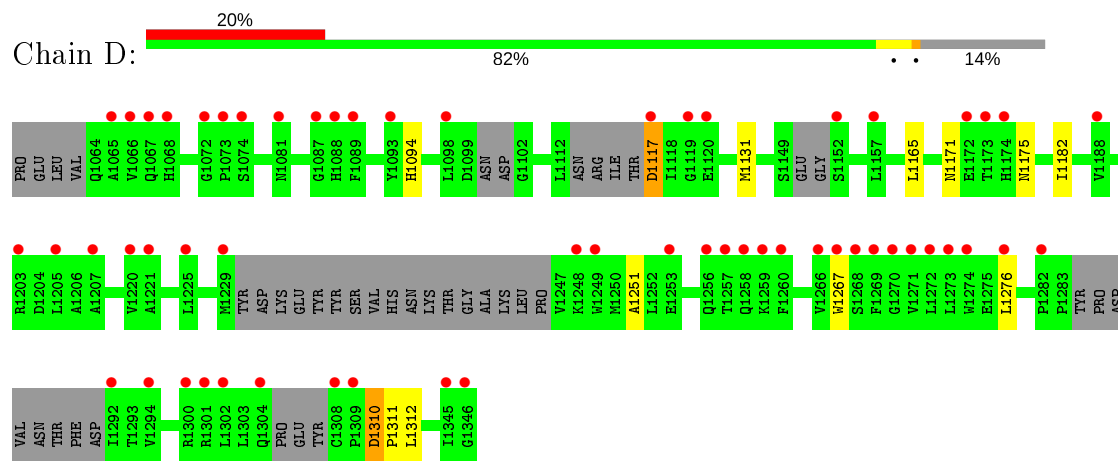 20%
Chain D:
82% • • 14%
PRO GLU LEU VAL Q1064 A1065 V1066 Q1067 H1068 G1072 P1073 S1074 N1081 G1087 H1088 F1089 Y1093 H1094 L1098 D1099 ASN ASP G1102 L1112 ASN ARG ILE THR D1117 I1118 G1119 E1120 M1131 S1149 GLU GLY S1152 L1157 L1165 N1171 E1172 T1173 H1174 N1175 I1182 V1188
R1203 D1204 L1205 A1206 A1207 V1220 A1221 L1225 M1229 TYR ASP LYS GLU TYR TYR SER VAL HIS ASN LYS THR GLY ALA LYS LEU PRO V1247 K1248 W1249 M1250 A1251 L1252 E1253 Q1256 T1257 Q1258 K1259 F1260 V1266 W1267 S1268 F1269 G1270 V1271 L1272 L1273 W1274 E1275 L1276 P1282 P1283 TYR PRO ASP
VAL ASN THR PHE ASP I1292 T1293 V1294 R1300 R1301 L1302 L1303 Q1304 PRO GLU TYR C1308 P1309 D1310 P1311 L1312 I1345 G1346